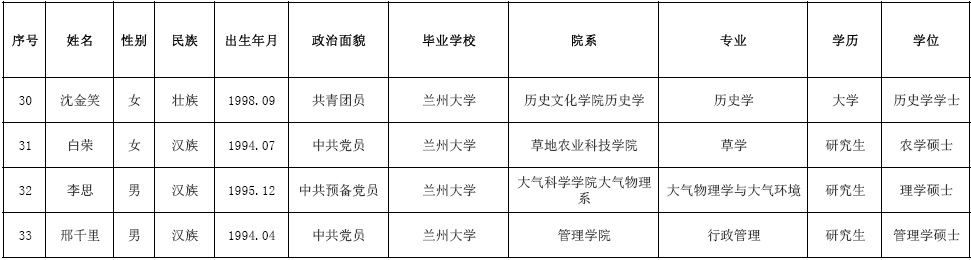 序号 姓名 性别 民族 出生年月 政治面貌 毕业学校 院系 专业 学历 学位
30 沈金笑 女 壮族 1998.09 共青团员 兰州大学 历史文化学院历史学 历史学 大学 历史学学士
31 白荣 女 汉族 1994.07 中共党员 兰州大学 草地农业科技学院 草学 研究生 农学硕士
32 李思 男 汉族 1995.12 中共预备党员 兰州大学 大气科学学院大气物理系 大气物理学与大气环境 研究生 理学硕士
33 邢千里 男 汉族 1994.04 中共党员 兰州大学 管理学院 行政管理 研究生 管理学硕士